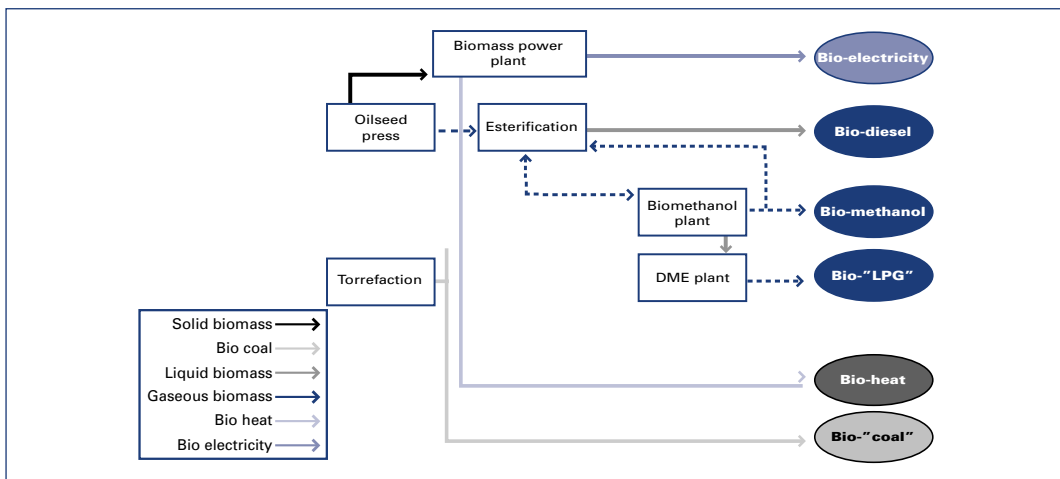 Biomass power
plant
Bio-electricity
Oilseed
press
Esterification
Bio-diesel
Biomethanol
plant
Bio-methanol
Torrefaction
DME plant
Bio-”LPG”
Solid biomass
Bio coal
Liquid biomass
Gaseous biomass
Bio heat
Bio electricity
Bio-heat
Bio-”coal”